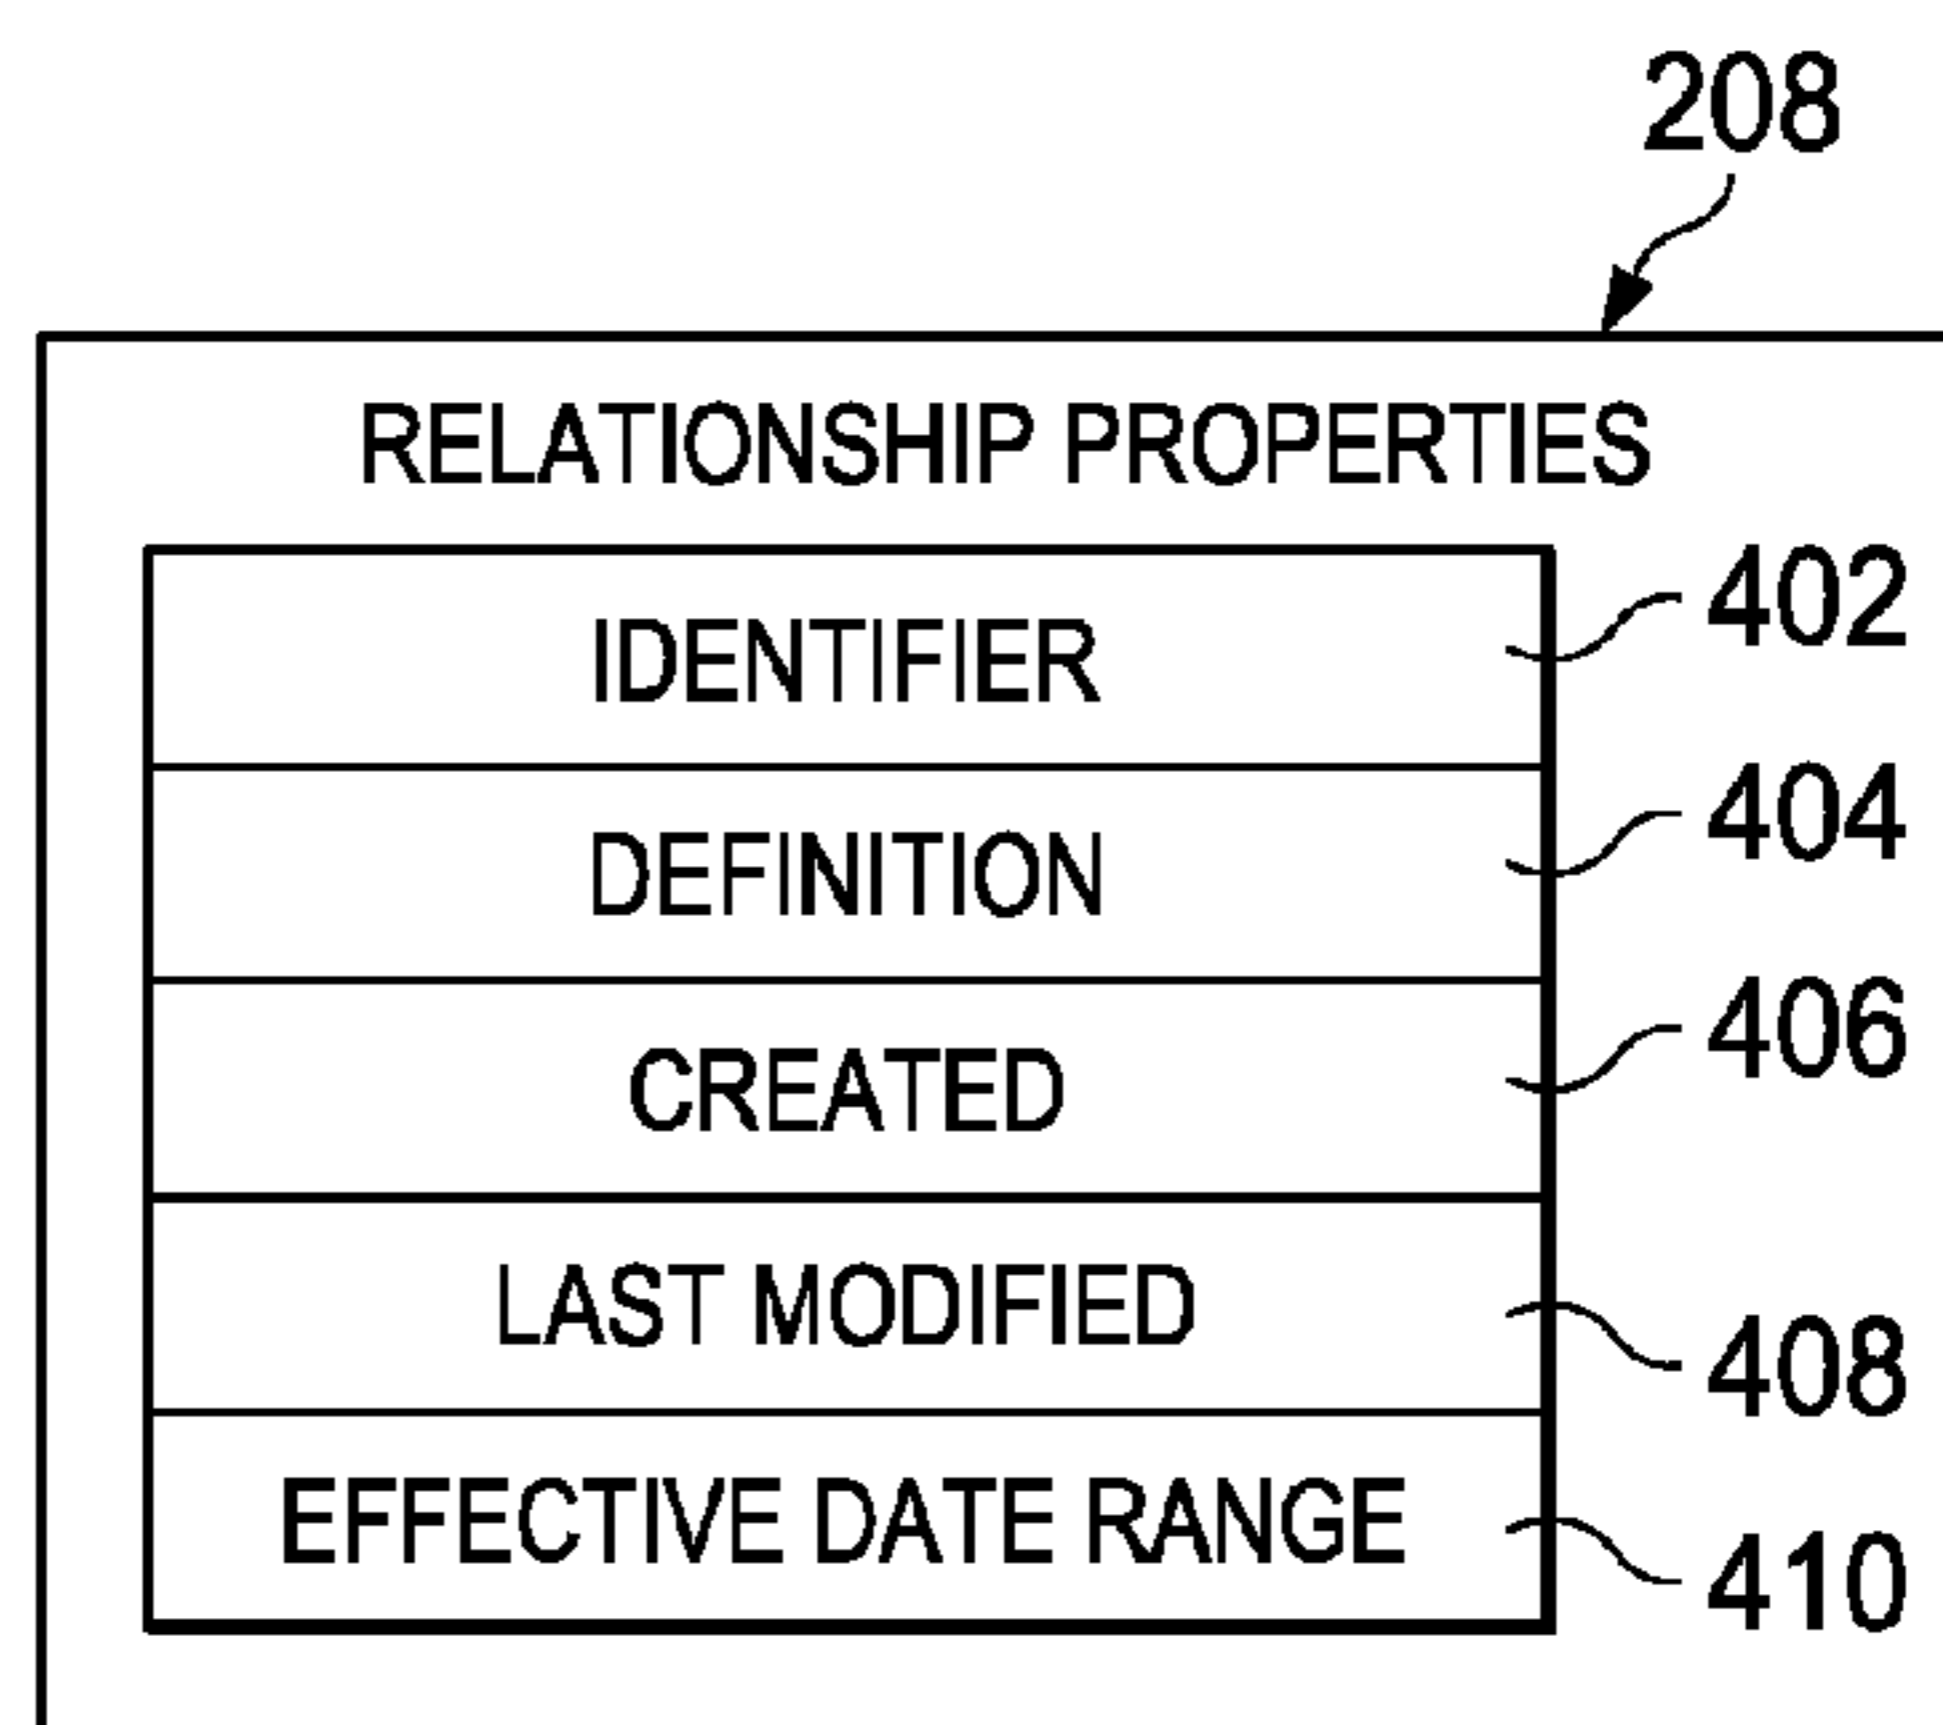 208
RELATIONSHIP PROPERTIES
IDENTIFIER
402
DEFINITION
404
CREATED
406
LAST MODIFIED
408
EFFECTIVE DATE RANGE
410